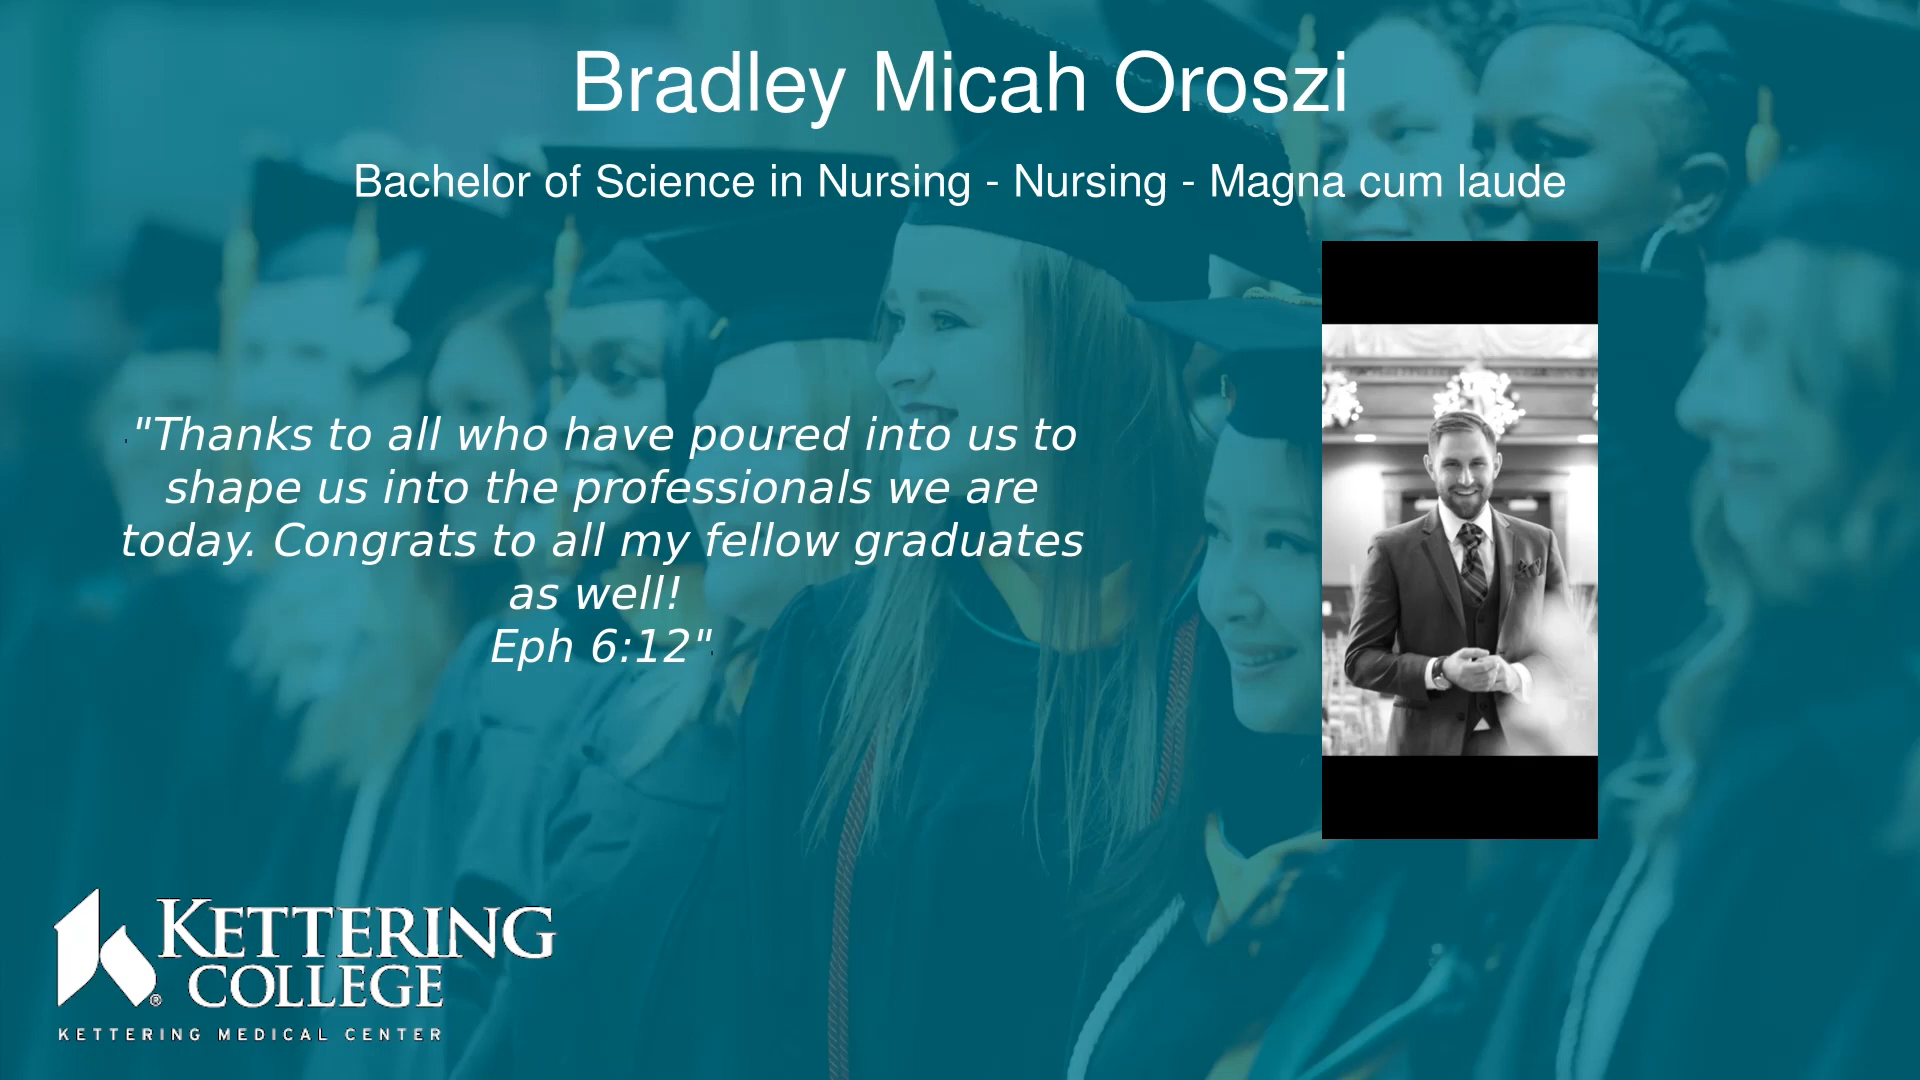 Bradley Micah Oroszi
Bachelor of Science in Nursing - Nursing - Magna cum laude
"Thanks to all who have poured into us to
shape us into the professionals we are
today. Congrats to all my fellow graduates
as well!
Eph 6:12"
KETTERING
COLLEGE
®
KETTERING MEDICAL CENTER